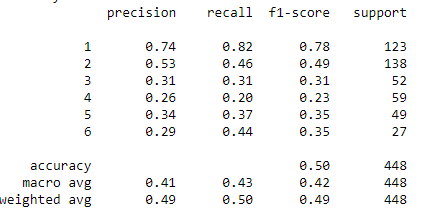 precision recall f1-score support
1 0.74 0.82 0.78 123
2 0.53 0.46 0.49 138
3 0.31 0.31 0.31 52
4 0.26 0.20 0.23 59
5 0.34 0.37 0.35 49
6 0.29 0.44 0.35 27
accuracy 0.50 448
macro avg 0.41 0.43 0.42 448
weighted avg 0.49 0.50 0.49 448